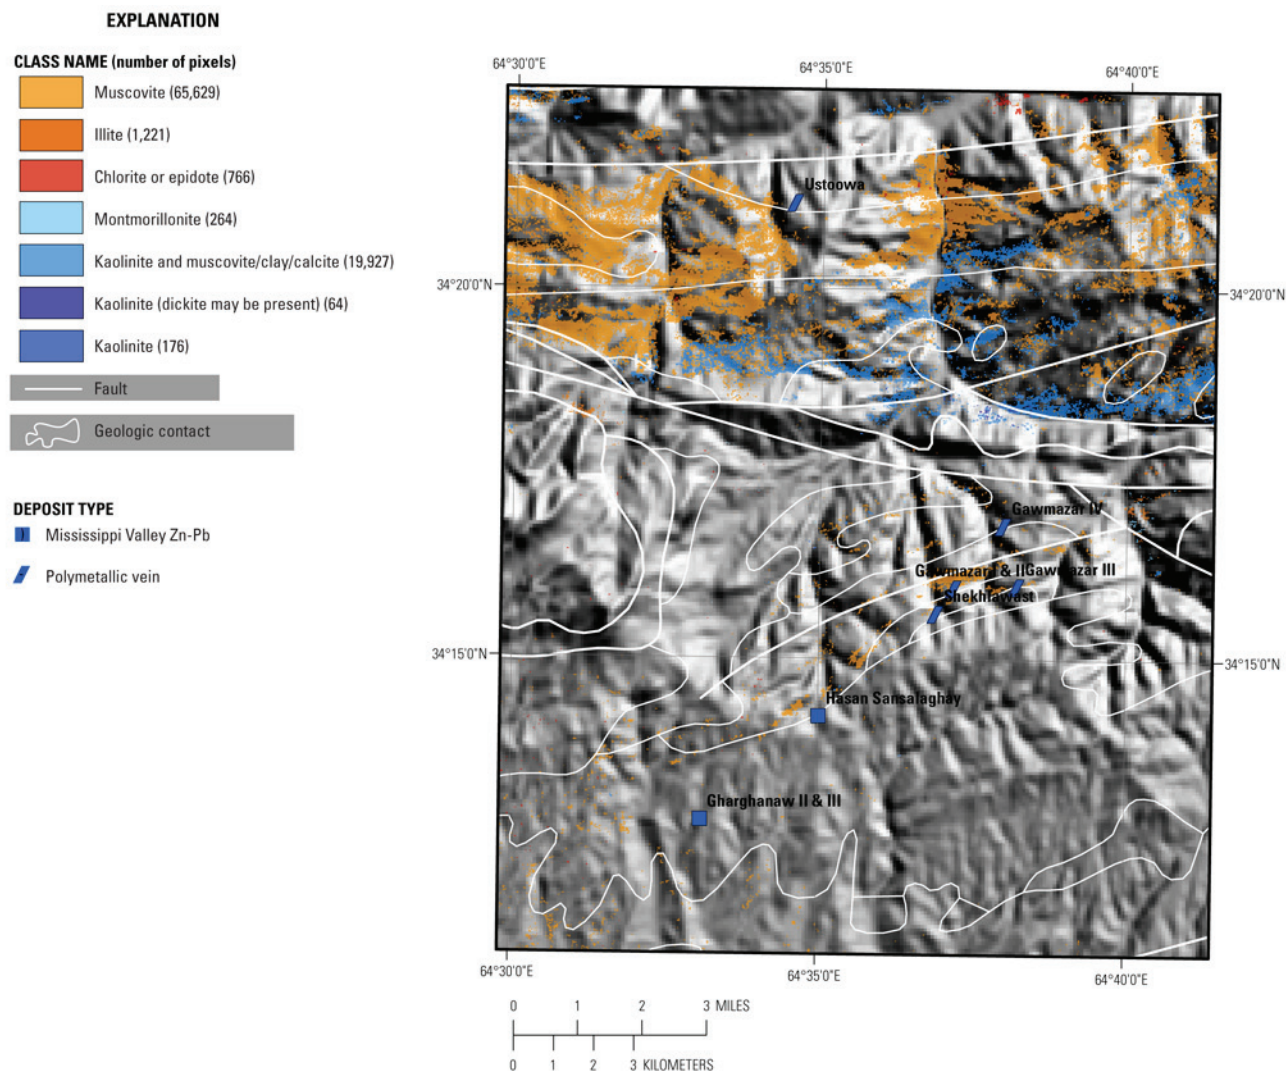 EXPLANATION
CLASS NAME (number of pixels)
Muscovite (65,629)
Illite (1,221)
Chlorite or epidote (766)
Montmorillonite (264)
Kaolinite and muscovite/clay/calcite (19,927)
Kaolinite (dickite may be present) (64)
Kaolinite (176)
Fault
Geologic contact
DEPOSIT TYPE
Mississippi Valley Zn-Pb
Polymetallic vein
64°30'0"E
64°35'0"E
64°40'0"E
Ustoowa
34°20'0"N
34°20'0"N
Gawmazar IV
Gawmazar I & II
Gawmazar III
Shekhlawast
34°15'0"N
34°15'0"N
Hasan Sansalaghay
Gharghanaw II & III
64°30'0"E
64°35'0"E
64°40'0"E
0 1 2 3 MILES
0 1 2 3 KILOMETERS